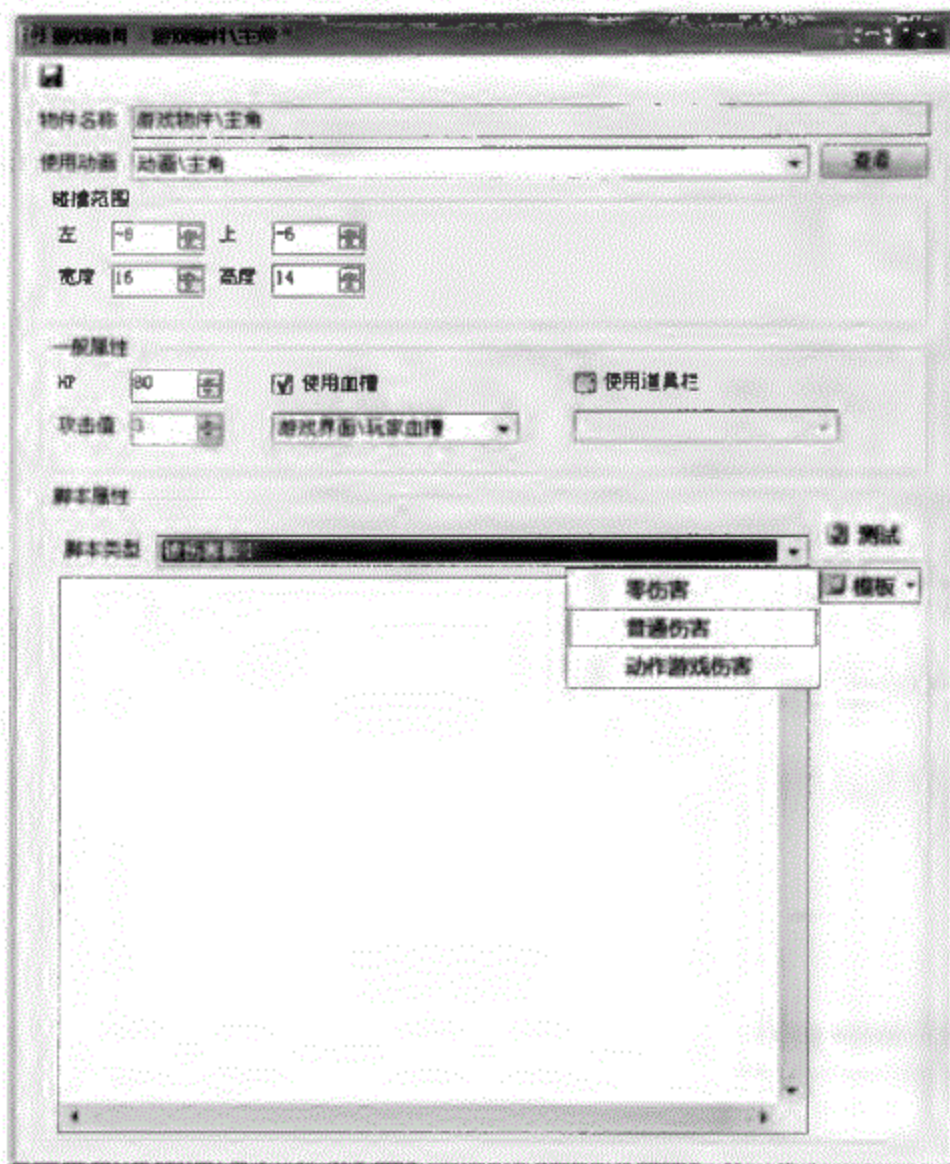 游戏物件 游戏物件\主角 *
物件名称 游戏物件\主角
使用动画 动画\主角 查看
碰撞范围
左 -8 上 -6
宽度 16 高度 14
一般属性
HP 80 使用血槽 使用道具栏
攻击值 游戏界面\玩家血槽
脚本属性
测试
脚本类型
零伤害 模板
普通伤害
动作游戏伤害